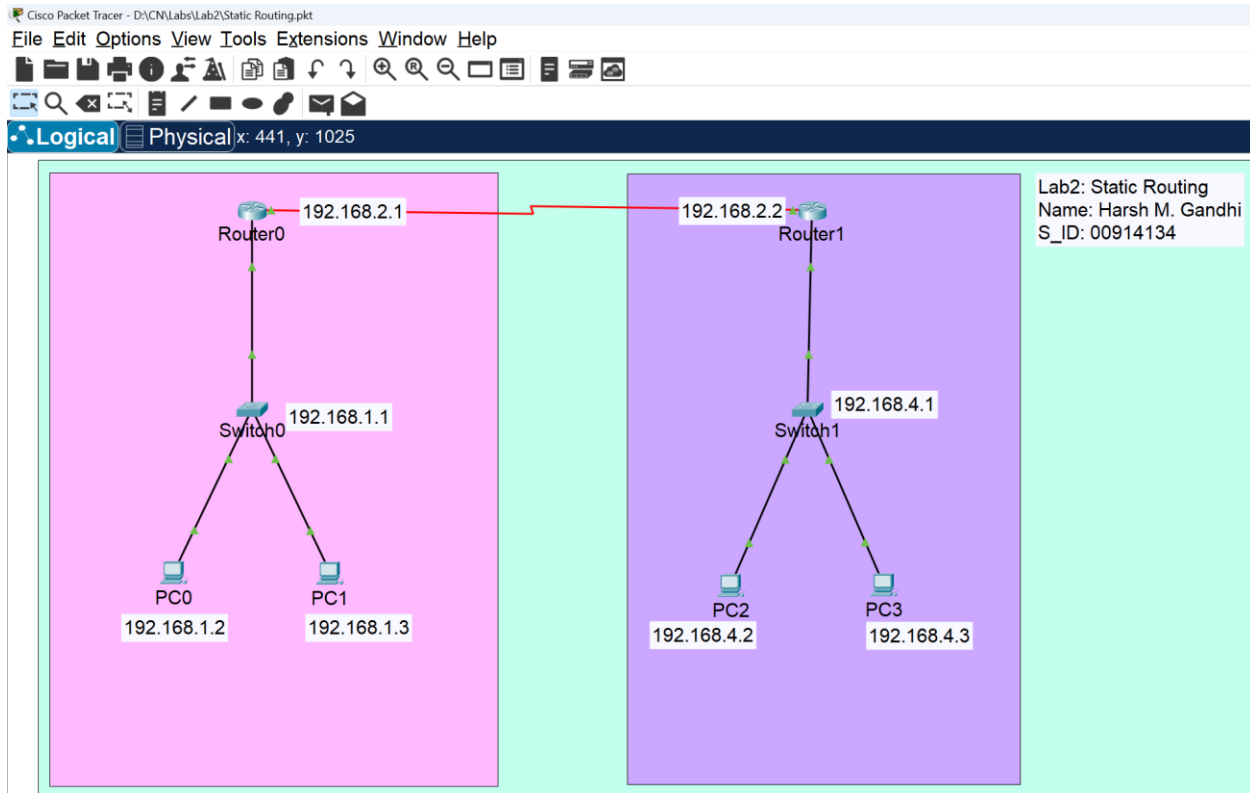 Cisco Packet Tracer - D:\CN\Labs\Lab2\Static Routing.pkt
File Edit Options View Tools Extensions Window Help
Logical Physical x: 441, y: 1025
Lab2: Static Routing
Name: Harsh M. Gandhi
S_ID: 00914134
192.168.2.1
192.168.2.2
Router0
Router1
192.168.1.1
192.168.4.1
Switch0
Switch1
PC0
PC1
PC2
PC3
192.168.1.2
192.168.1.3
192.168.4.2
192.168.4.3